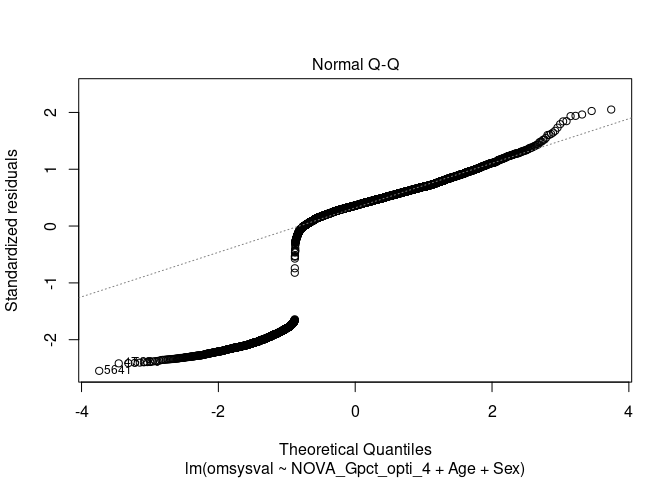 Normal Q-Q
Standardized residuals
2
1
0
-1
-2
5641
-4
-2
0
2
4
Theoretical Quantiles
lm(omsysval ~ NOVA_Gpct_opti_4 + Age + Sex)